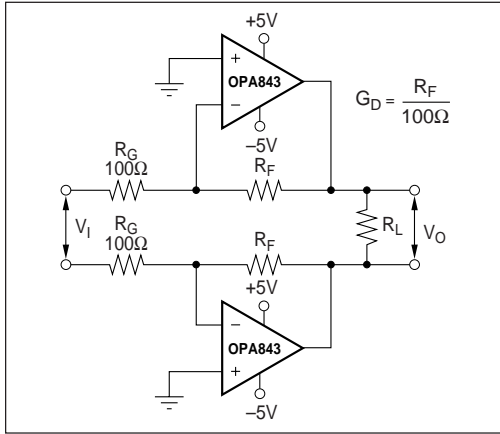 +5V
+
OPA843
−
−5V
G_D = R_F / 100Ω
R_G
100Ω
R_F
V_I
R_G
100Ω
R_F
R_L
V_O
+5V
−
OPA843
+
−5V